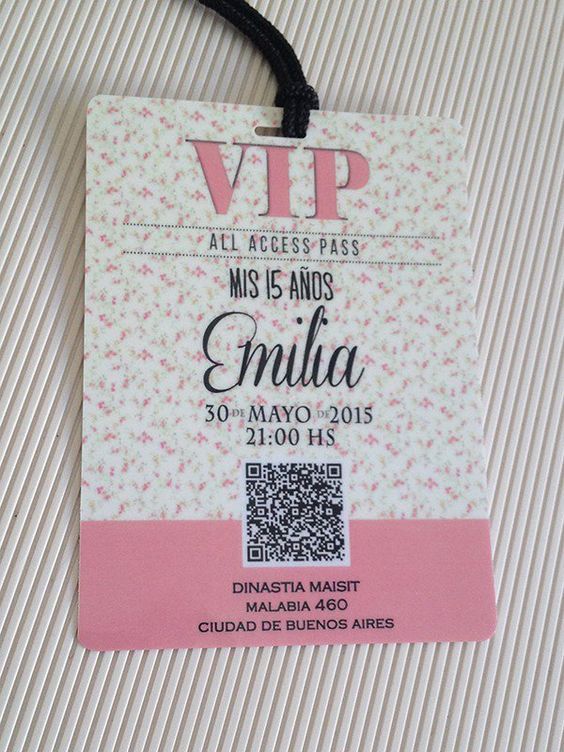 VIP
ALL ACCESS PASS
MIS 15 AÑOS
Emilia
30 DE MAYO DE 2015
21:00 HS
DINASTIA MAISIT
MALABIA 460
CIUDAD DE BUENOS AIRES